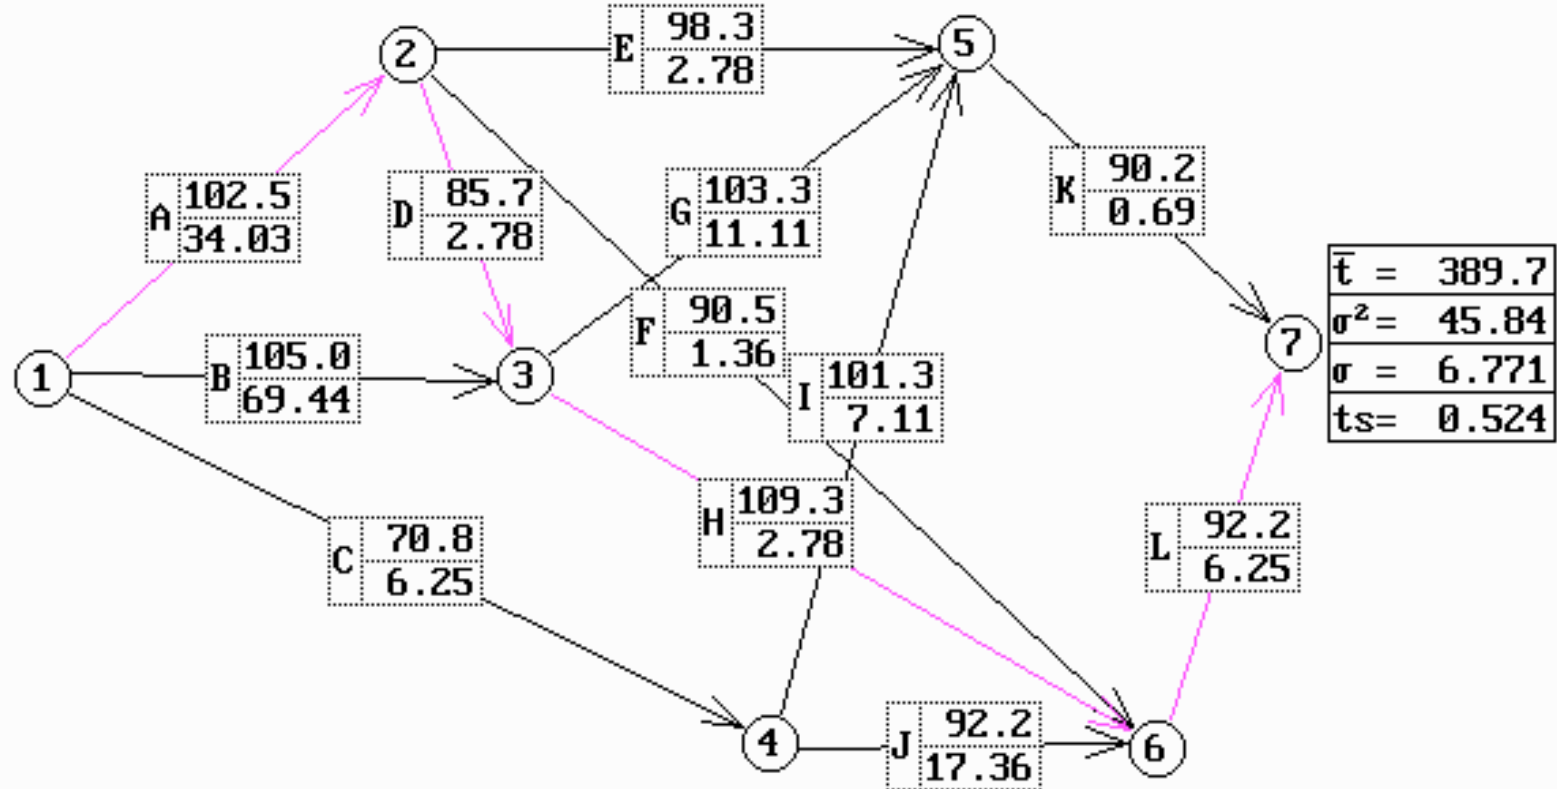 2
E 98.3
2.78
5
A 102.5
34.03
D 85.7
2.78
G 103.3
11.11
K 90.2
0.69
1
B 105.0
69.44
3
F 90.5
1.36
I 101.3
7.11
7
t̅ = 389.7
σ²= 45.84
σ = 6.771
ts= 0.524
C 70.8
6.25
H 109.3
2.78
L 92.2
6.25
4
J 92.2
17.36
6